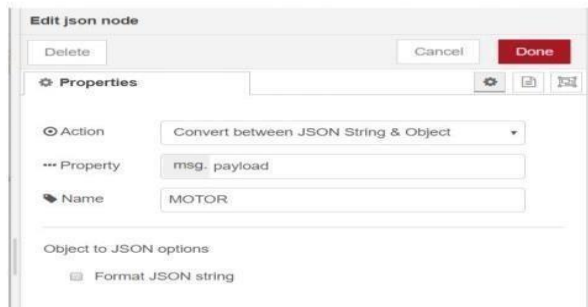 Edit json node
Delete Cancel Done
Properties
Action Convert between JSON String & Object
Property msg. payload
Name MOTOR
Object to JSON options
Format JSON string